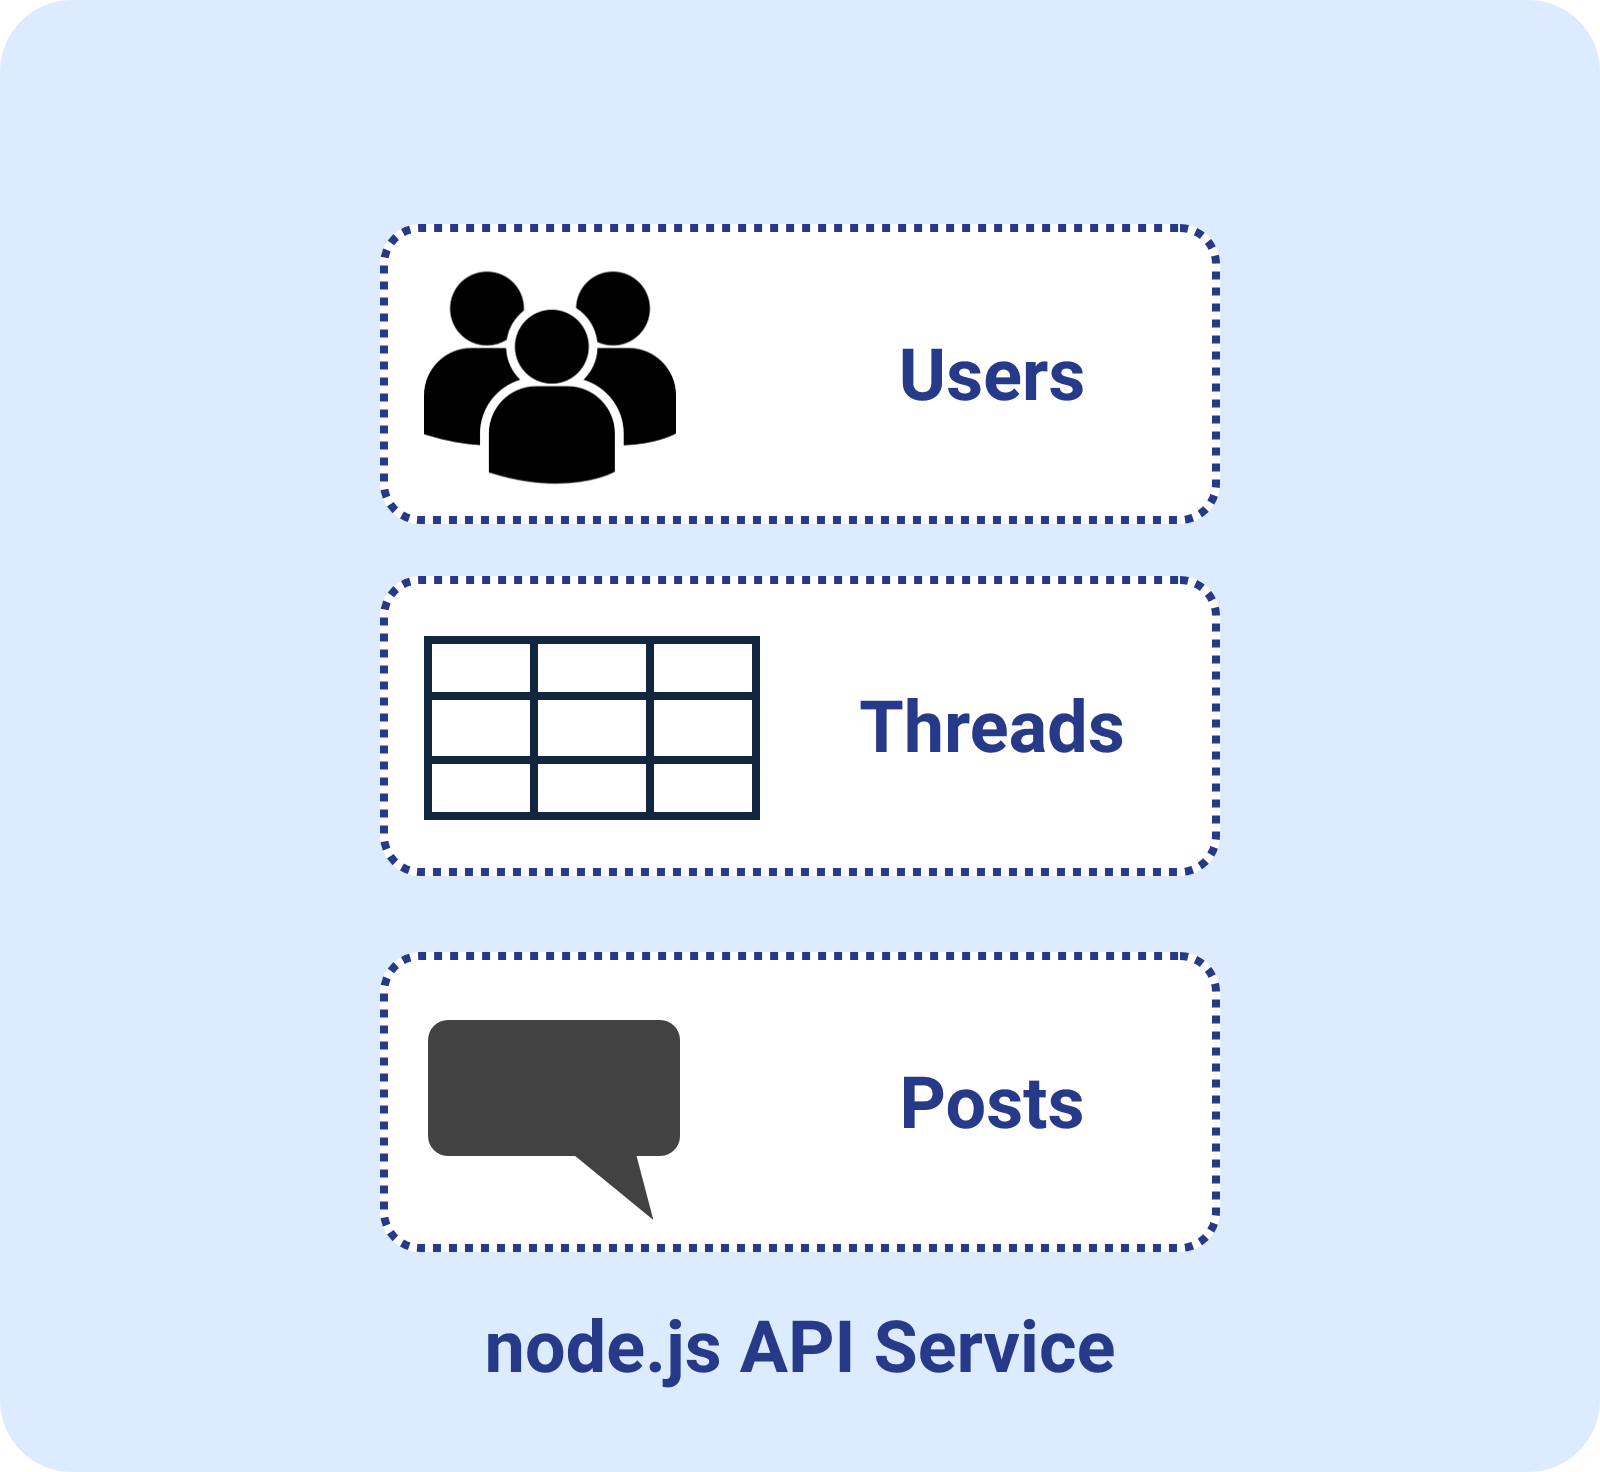 Users
Threads
Posts
node.js API Service